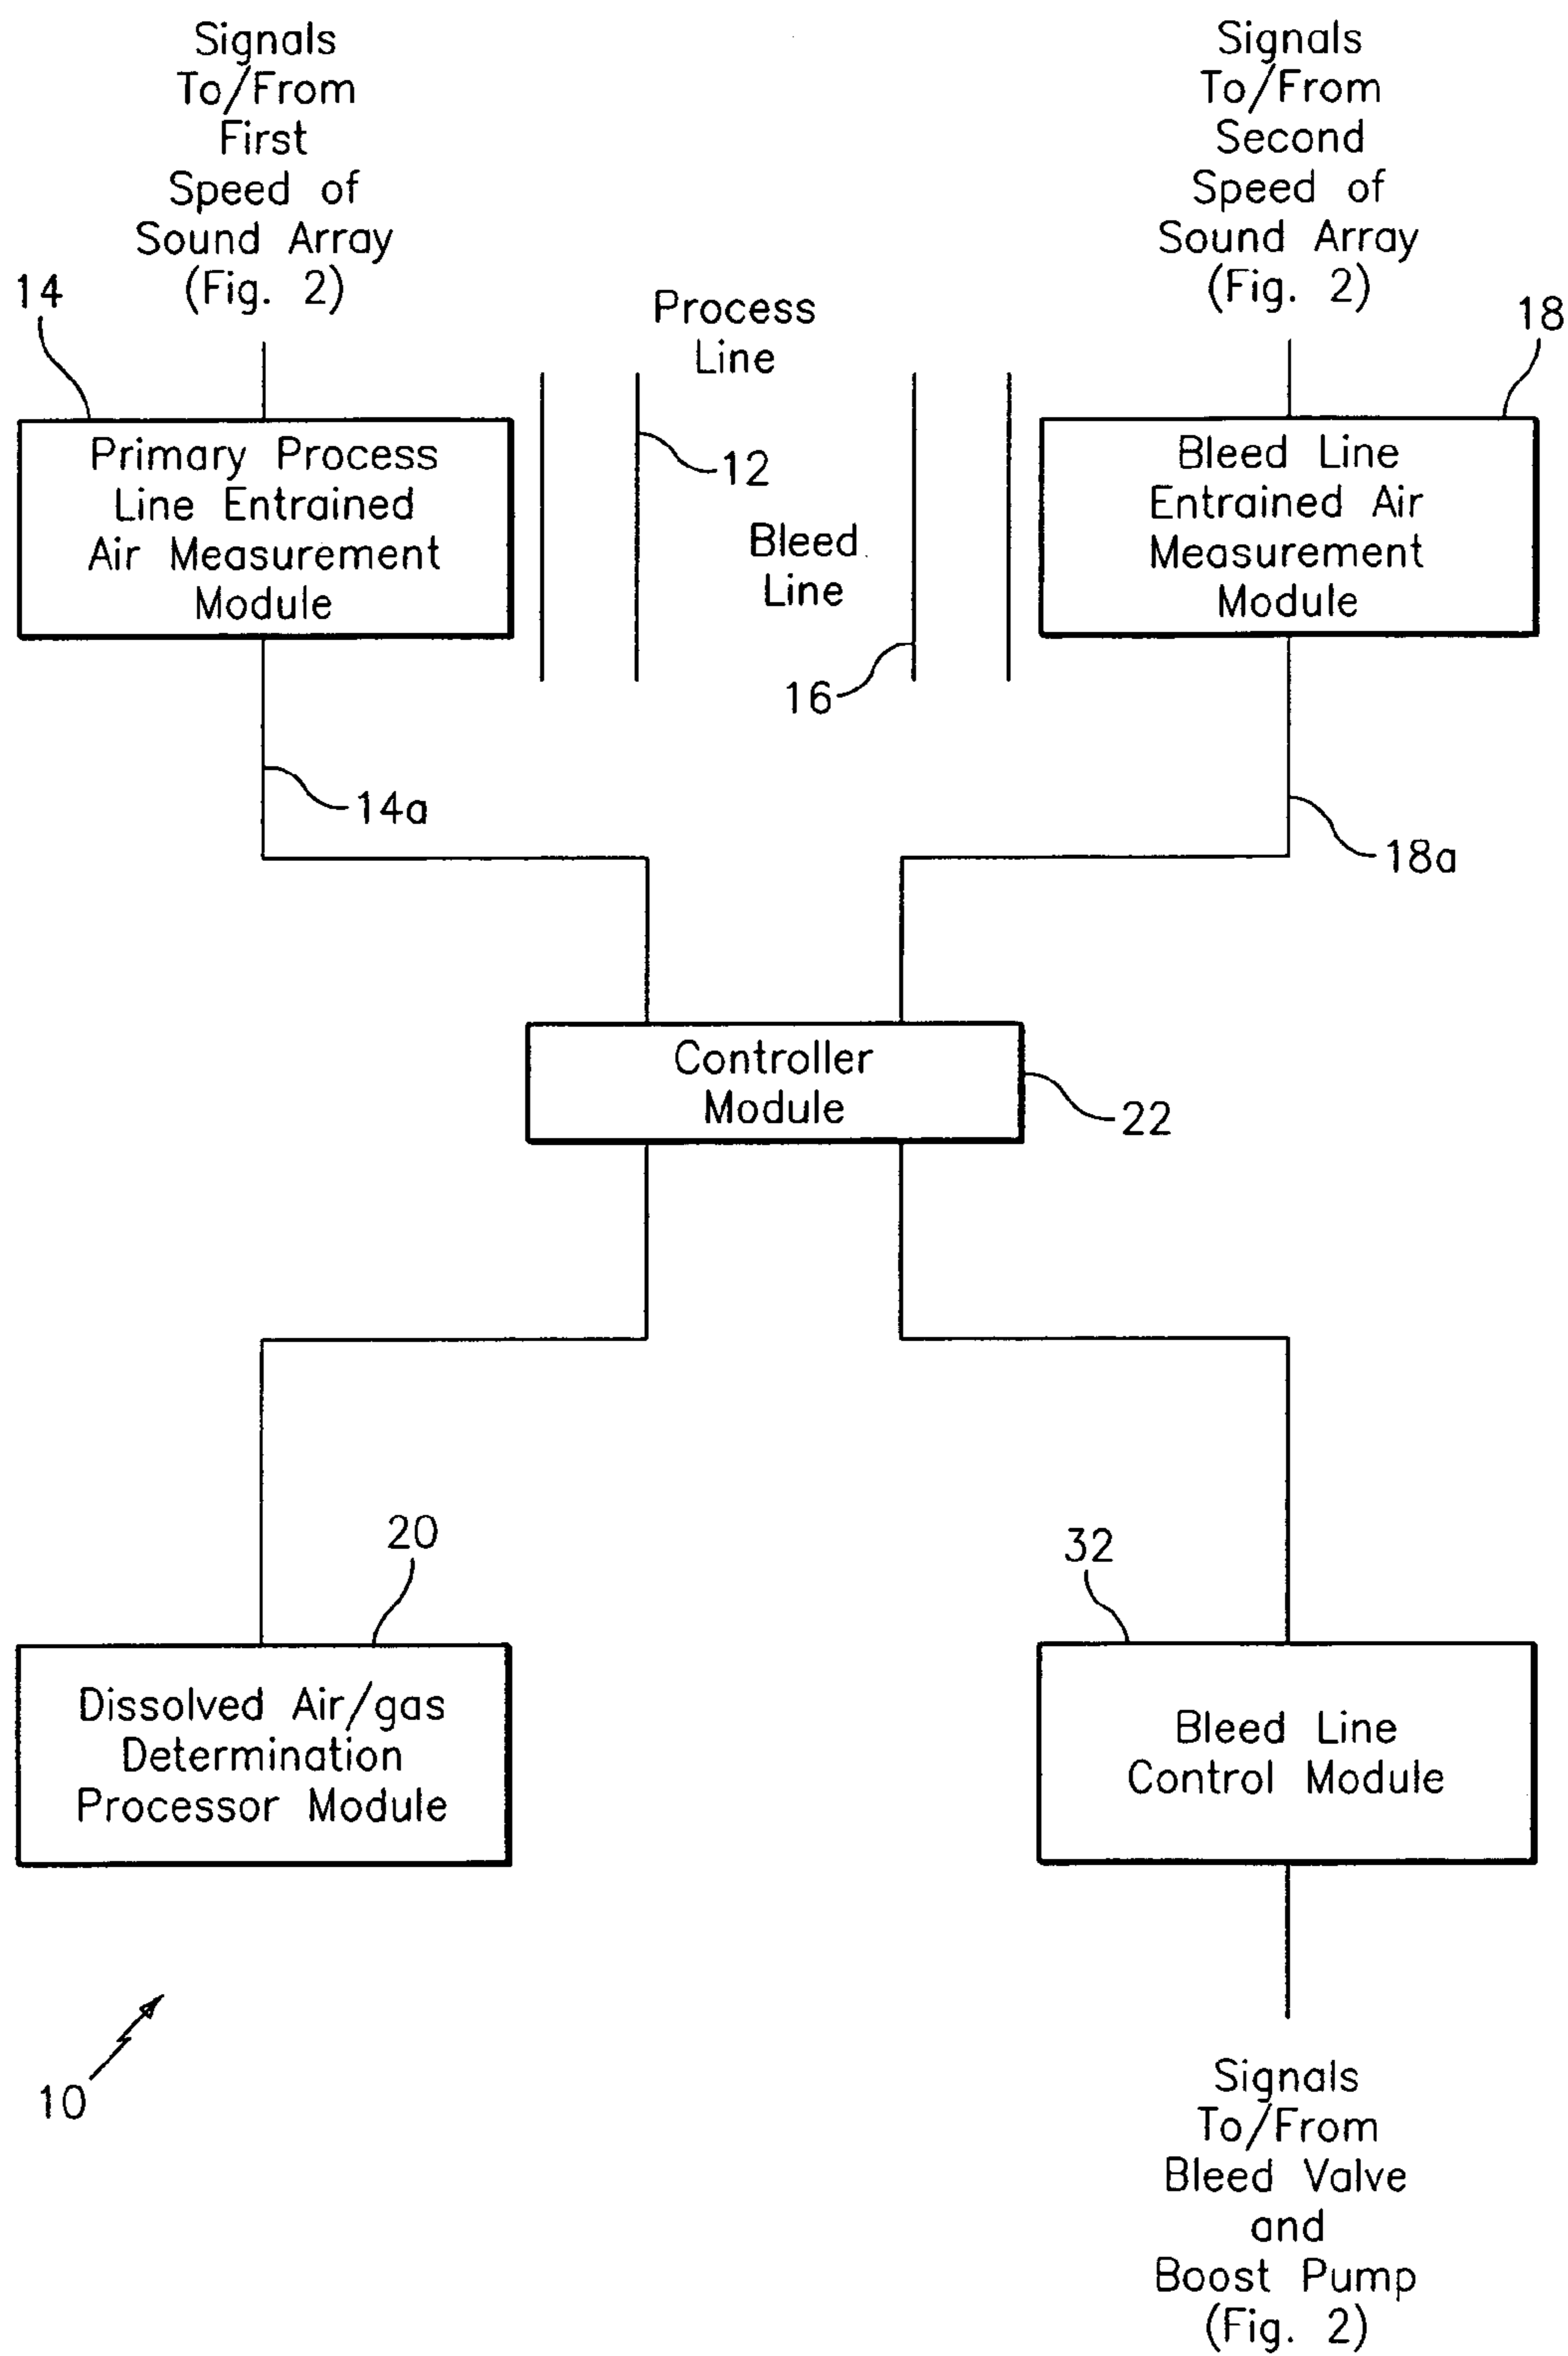 Signals
To/From
First
Speed of
Sound Array
(Fig. 2)
Signals
To/From
Second
Speed of
Sound Array
(Fig. 2)
14
Process
Line
18
Primary Process
Line Entrained
Air Measurement
Module
12
Bleed
Line
16
Bleed Line
Entrained Air
Measurement
Module
14a
18a
Controller
Module
22
20
32
Dissolved Air/gas
Determination
Processor Module
Bleed Line
Control Module
10
Signals
To/From
Bleed Valve
and
Boost Pump
(Fig. 2)